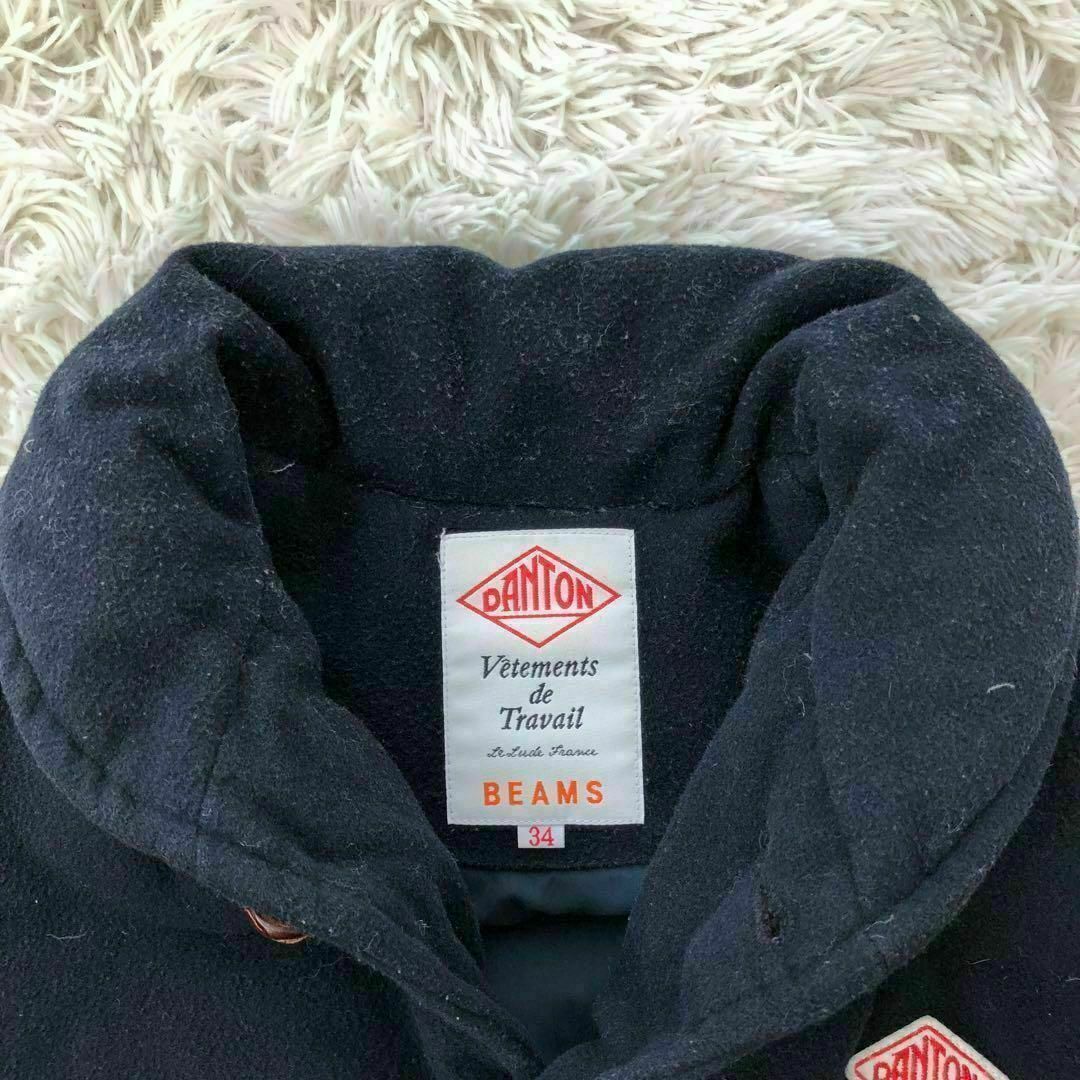 DANTON
Vêtements
de
Travail
Le Lude France
BEAMS
34
DANTON